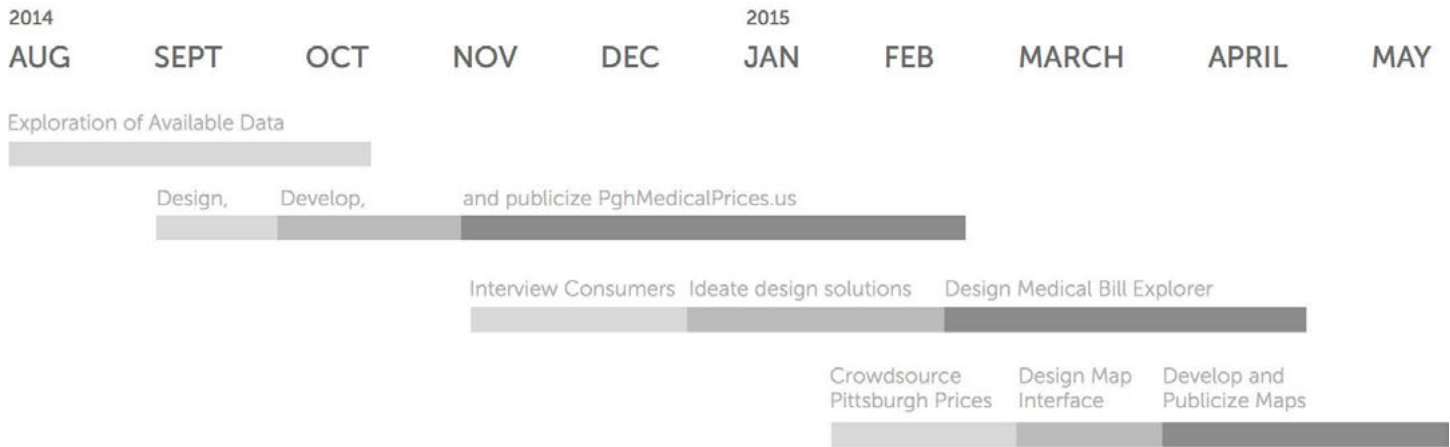 2014 2015
AUG SEPT OCT NOV DEC JAN FEB MARCH APRIL MAY
Exploration of Available Data
Design, Develop, and publicize PghMedicalPrices.us
Interview Consumers Ideate design solutions Design Medical Bill Explorer
Crowdsource
Pittsburgh Prices
Design Map
Interface
Develop and
Publicize Maps